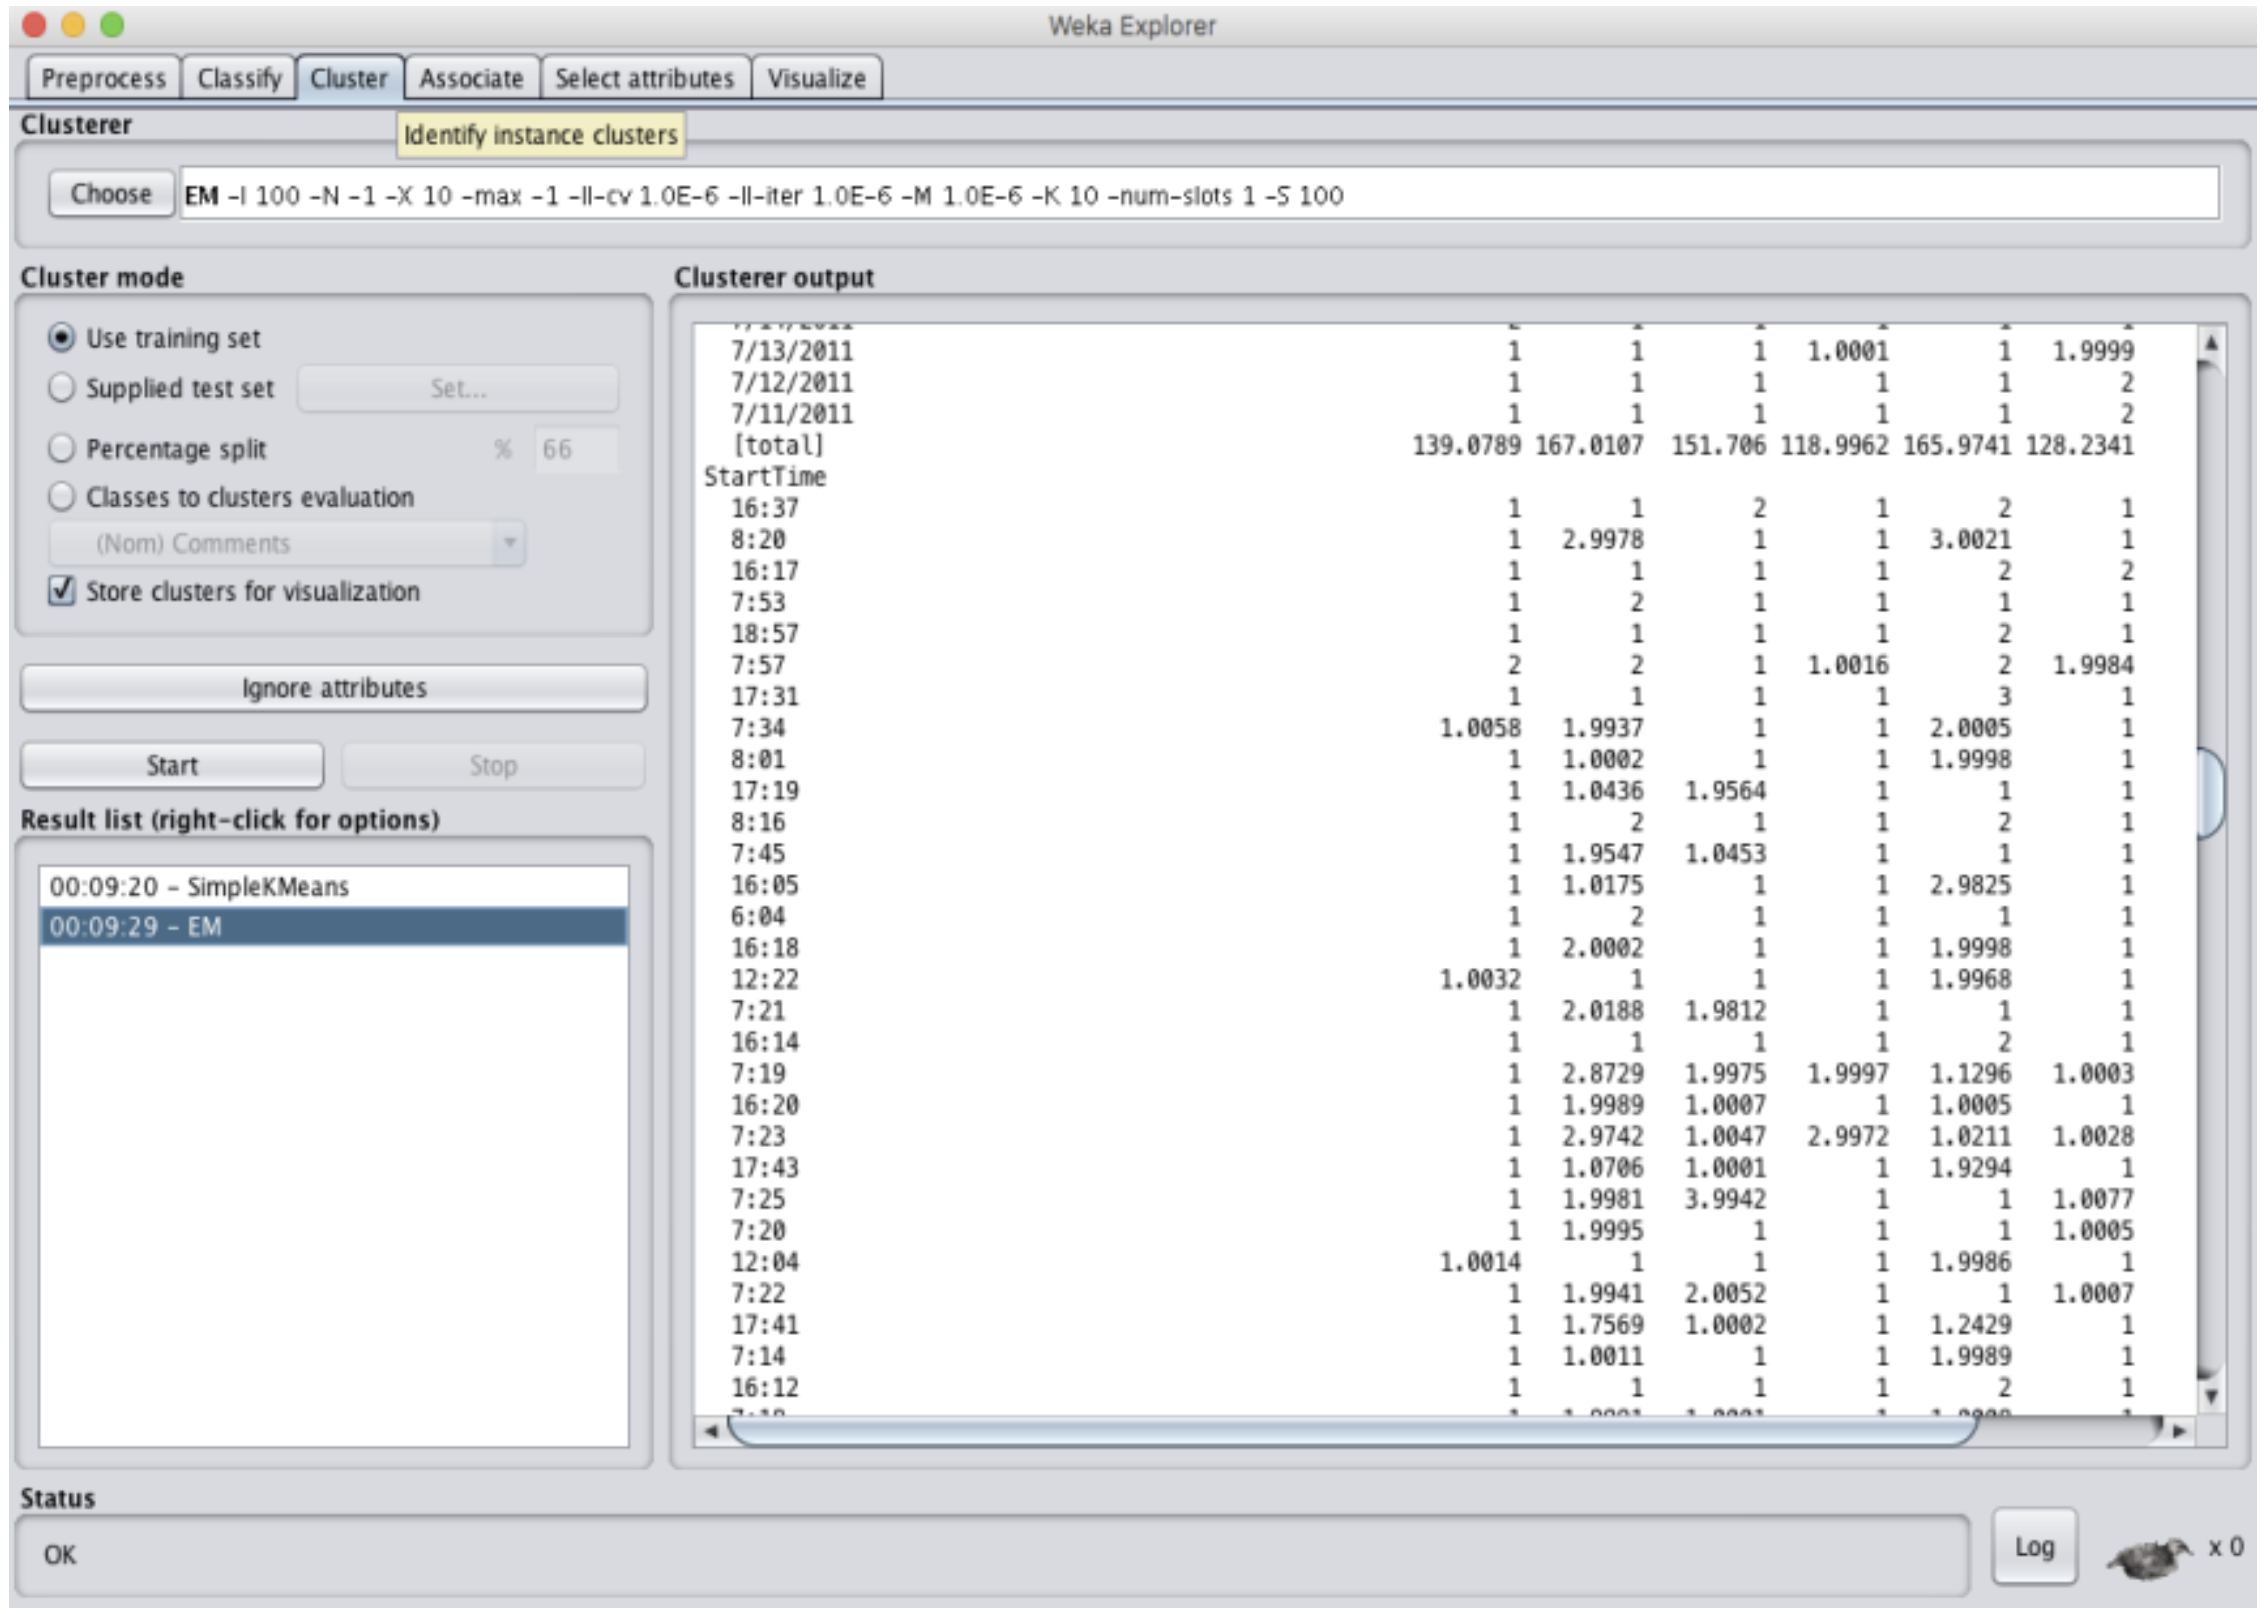 Weka Explorer
Preprocess Classify Cluster Associate Select attributes Visualize
Clusterer
Identify instance clusters
Choose EM -I 100 -N -1 -X 10 -max -1 -ll-cv 1.0E-6 -ll-iter 1.0E-6 -M 1.0E-6 -K 10 -num-slots 1 -S 100
Cluster mode
Use training set
Supplied test set Set...
Percentage split % 66
Classes to clusters evaluation
(Nom) Comments
Store clusters for visualization
Ignore attributes
Start Stop
Result list (right-click for options)
00:09:20 - SimpleKMeans
00:09:29 - EM
Clusterer output
7/13/2011 1 1 1 1.0001 1 1.9999
7/12/2011 1 1 1 1 1 2
7/11/2011 1 1 1 1 1 2
[total] 139.0789 167.0107 151.706 118.9962 165.9741 128.2341
StartTime
16:37 1 1 2 1 2 1
8:20 1 2.9978 1 1 3.0021 1
16:17 1 1 1 1 2 2
7:53 1 2 1 1 1 1
18:57 1 1 1 1 2 1
7:57 2 2 1 1.0016 2 1.9984
17:31 1 1 1 1 3 1
7:34 1.0058 1.9937 1 1 2.0005 1
8:01 1 1.0002 1 1 1.9998 1
17:19 1 1.0436 1.9564 1 1 1
8:16 1 2 1 1 2 1
7:45 1 1.9547 1.0453 1 1 1
16:05 1 1.0175 1 1 2.9825 1
6:04 1 2 1 1 1 1
16:18 1 2.0002 1 1 1.9998 1
12:22 1.0032 1 1 1 1.9968 1
7:21 1 2.0188 1.9812 1 1 1
16:14 1 1 1 1 2 1
7:19 1 2.8729 1.9975 1.9997 1.1296 1.0003
16:20 1 1.9989 1.0007 1 1.0005 1
7:23 1 2.9742 1.0047 2.9972 1.0211 1.0028
17:43 1 1.0706 1.0001 1 1.9294 1
7:25 1 1.9981 3.9942 1 1 1.0077
7:20 1 1.9995 1 1 1 1.0005
12:04 1.0014 1 1 1 1.9986 1
7:22 1 1.9941 2.0052 1 1 1.0007
17:41 1 1.7569 1.0002 1 1.2429 1
7:14 1 1.0011 1 1 1.9989 1
16:12 1 1 1 1 2 1
Status
OK
Log x 0